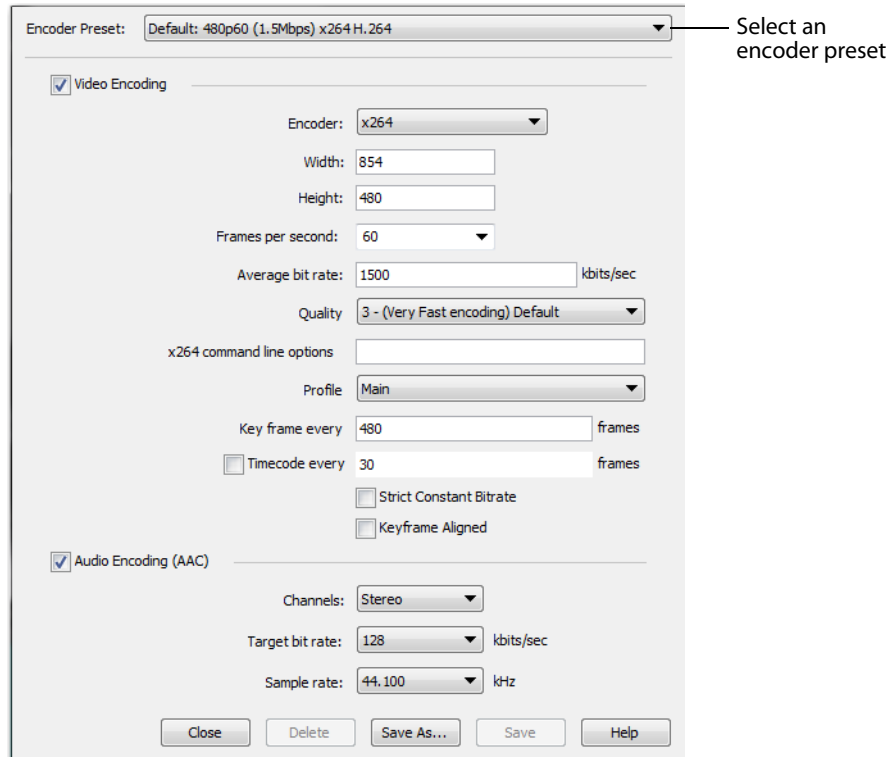 Encoder Preset: Default: 480p60 (1.5Mbps) x264 H.264
Select an
encoder preset
Video Encoding
Encoder: x264
Width: 854
Height: 480
Frames per second: 60
Average bit rate: 1500 kbits/sec
Quality 3 - (Very Fast encoding) Default
x264 command line options
Profile Main
Key frame every 480 frames
Timecode every 30 frames
Strict Constant Bitrate
Keyframe Aligned
Audio Encoding (AAC)
Channels: Stereo
Target bit rate: 128 kbits/sec
Sample rate: 44.100 kHz
Close Delete Save As... Save Help